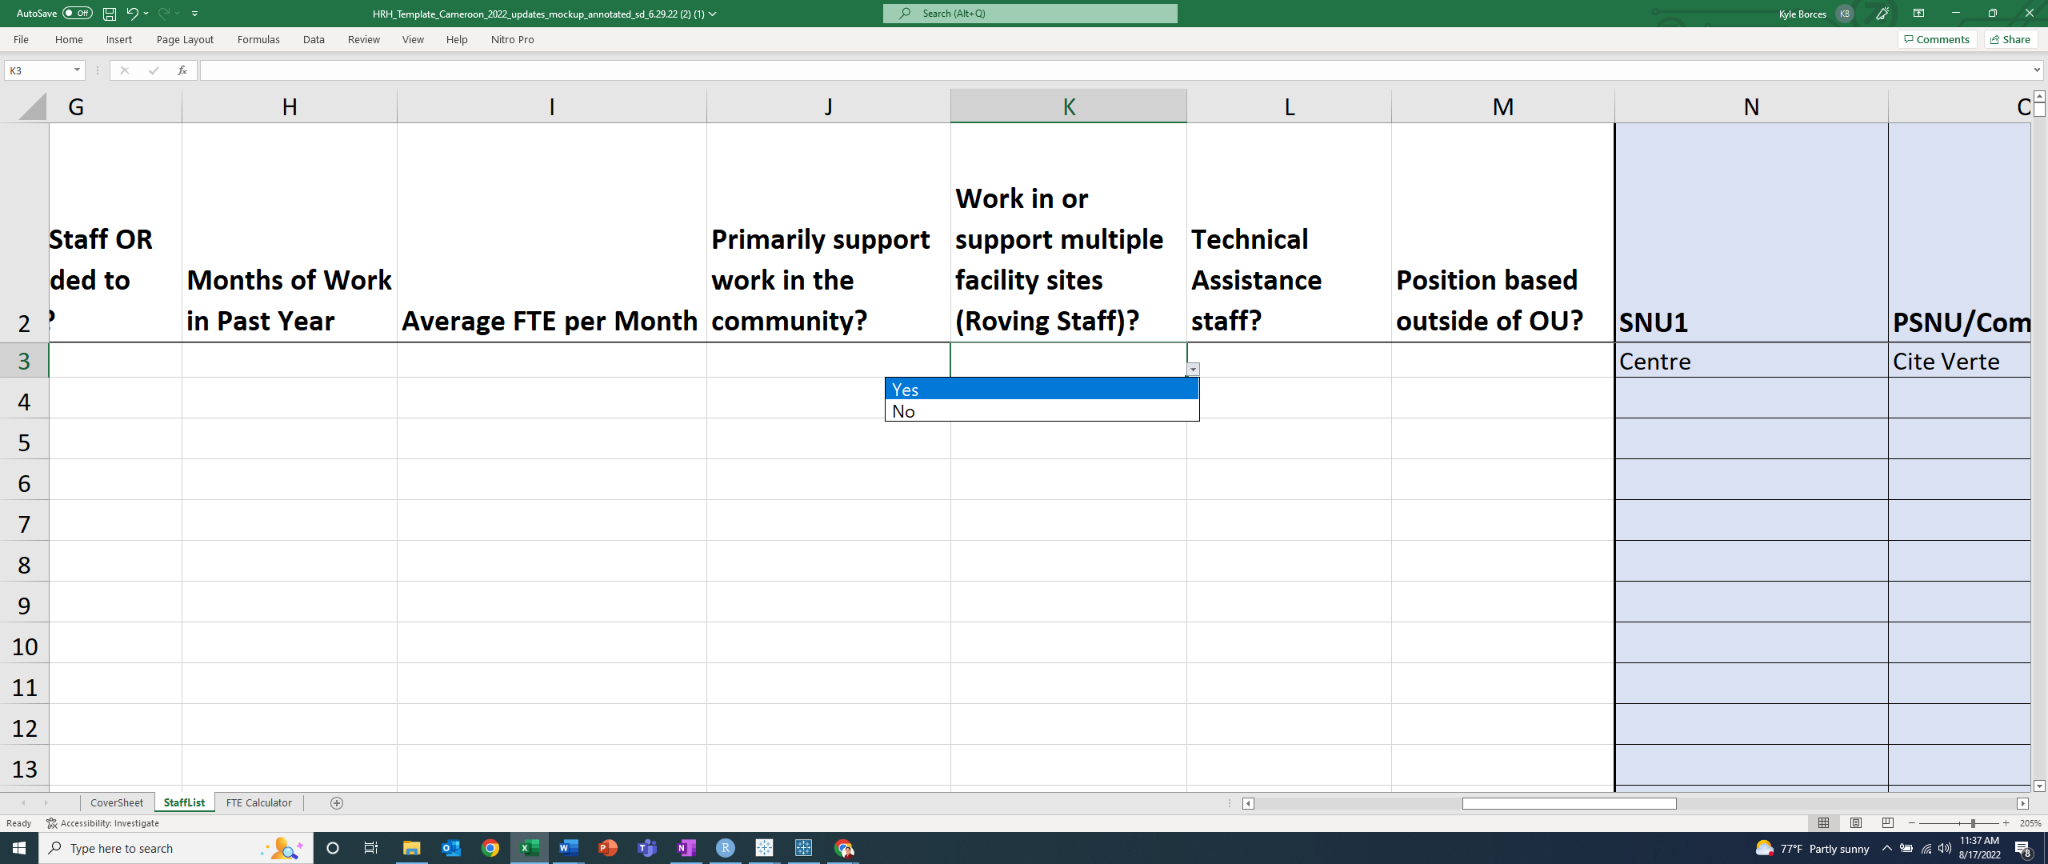 AutoSave Off
HRH_Template_Cameroon_2022_updates_mockup_annotated_sd_6.29.22 (2) (1)
Search (Alt+Q)
Kyle Borces KB
File Home Insert Page Layout Formulas Data Review View Help Nitro Pro
Comments Share
K3 fx
G H I J K L M N
2
Staff OR
ded to
?
Months of Work
in Past Year
Average FTE per Month
Primarily support
work in the
community?
Work in or
support multiple
facility sites
(Roving Staff)?
Technical
Assistance
staff?
Position based
outside of OU?
SNU1
PSNU/Com
3 Centre Cite Verte
Yes
No
4
5
6
7
8
9
10
11
12
13
CoverSheet StaffList FTE Calculator
Ready Accessibility: Investigate 205%
Type here to search
77°F Partly sunny
11:37 AM
8/17/2022
8